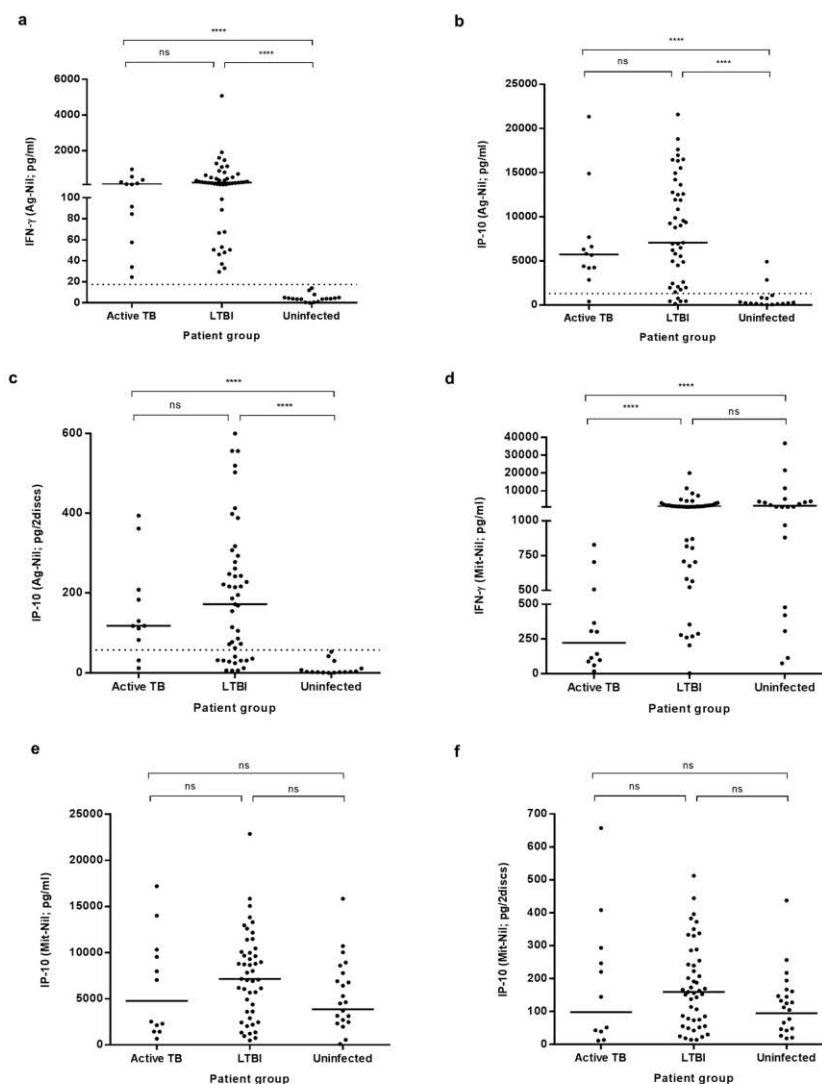 a
****
ns ****
6000
4000
2000
0
100
80
60
40
20
0
IFN-γ (Ag-Nil; pg/ml)
Active TB LTBI Uninfected
Patient group
b
****
ns ****
25000
20000
15000
10000
5000
0
IP-10 (Ag-Nil; pg/ml)
Active TB LTBI Uninfected
Patient group
c
****
ns ****
600
400
200
0
IP-10 (Ag-Nil; pg/2discs)
Active TB LTBI Uninfected
Patient group
d
****
**** ns
40000
30000
20000
10000
0
1000
750
500
500
250
0
IFN-γ (Mit-Nil; pg/ml)
Active TB LTBI Uninfected
Patient group
e
ns
ns ns
25000
20000
15000
10000
5000
0
IP-10 (Mit-Nil; pg/ml)
Active TB LTBI Uninfected
Patient group
f
ns
ns ns
700
600
500
400
300
200
100
0
IP-10 (Mit-Nil; pg/2discs)
Active TB LTBI Uninfected
Patient group